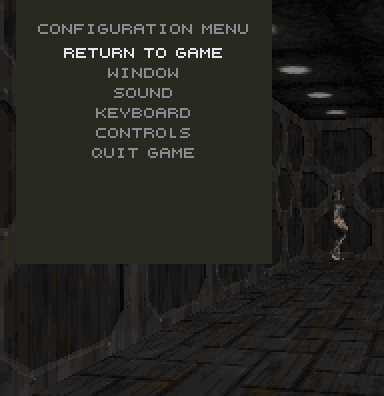 CONFIGURATION MENU
RETURN TO GAME
WINDOW
SOUND
KEYBOARD
CONTROLS
QUIT GAME